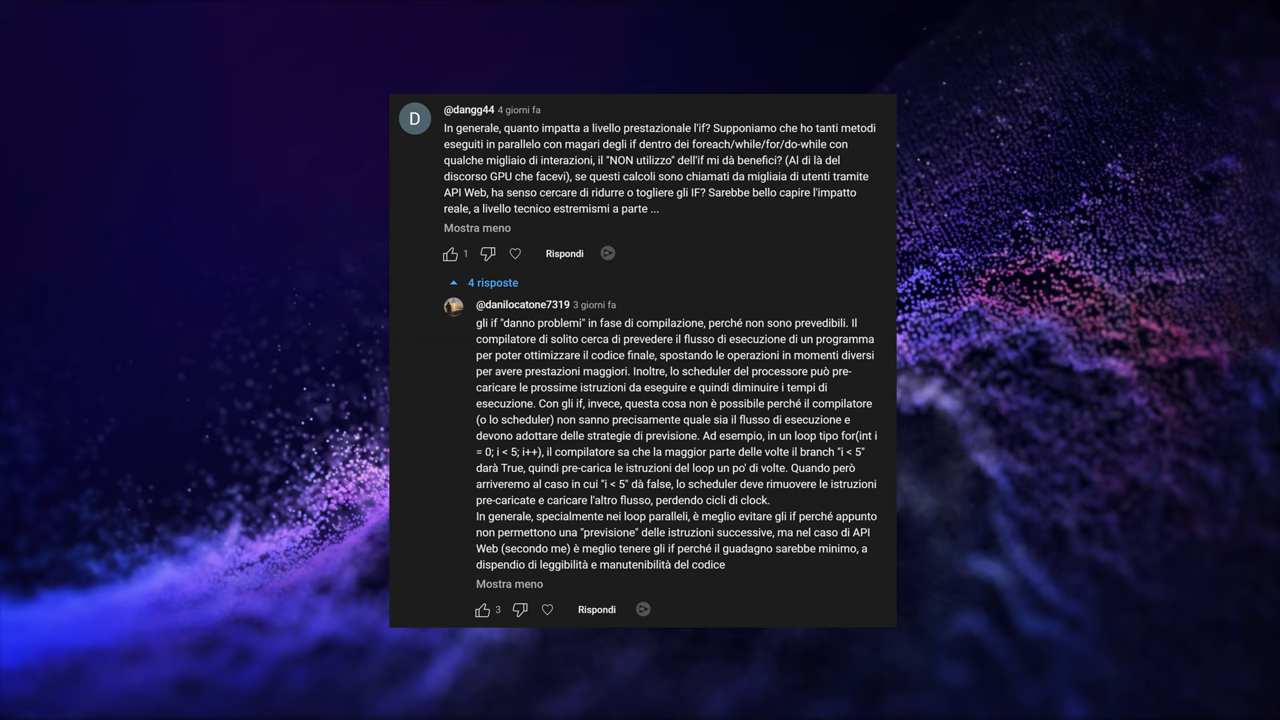 D
@dangg44 4 giorni fa
In generale, quanto impatta a livello prestazionale l'if? Supponiamo che ho tanti metodi
eseguiti in parallelo con magari degli if dentro dei foreach/while/for/do-while con
qualche migliaio di interazioni, il "NON utilizzo" dell'if mi dà benefici? (Al di là del
discorso GPU che facevi), se questi calcoli sono chiamati da migliaia di utenti tramite
API Web, ha senso cercare di ridurre o togliere gli IF? Sarebbe bello capire l'impatto
reale, a livello tecnico estremismi a parte ...
Mostra meno
1 Rispondi
4 risposte
@danilocatone7319 3 giorni fa
gli if "danno problemi" in fase di compilazione, perché non sono prevedibili. Il
compilatore di solito cerca di prevedere il flusso di esecuzione di un programma
per poter ottimizzare il codice finale, spostando le operazioni in momenti diversi
per avere prestazioni maggiori. Inoltre, lo scheduler del processore può pre-
caricare le prossime istruzioni da eseguire e quindi diminuire i tempi di
esecuzione. Con gli if, invece, questa cosa non è possibile perché il compilatore
(o lo scheduler) non sanno precisamente quale sia il flusso di esecuzione e
devono adottare delle strategie di previsione. Ad esempio, in un loop tipo for(int i
= 0; i < 5; i++), il compilatore sa che la maggior parte delle volte il branch "i < 5"
darà True, quindi pre-carica le istruzioni del loop un po' di volte. Quando però
arriveremo al caso in cui "i < 5" dà false, lo scheduler deve rimuovere le istruzioni
pre-caricate e caricare l'altro flusso, perdendo cicli di clock.
In generale, specialmente nei loop paralleli, è meglio evitare gli if perché appunto
non permettono una "previsione" delle istruzioni successive, ma nel caso di API
Web (secondo me) è meglio tenere gli if perché il guadagno sarebbe minimo, a
dispendio di leggibilità e manutenibilità del codice
Mostra meno
3 Rispondi